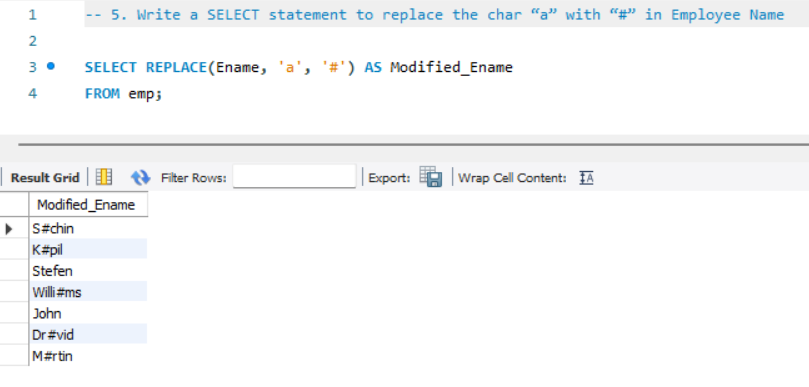 1 -- 5. Write a SELECT statement to replace the char “a” with “#” in Employee Name
2
3 SELECT REPLACE(Ename, 'a', '#') AS Modified_Ename
4 FROM emp;
Result Grid Filter Rows: Export: Wrap Cell Content:
Modified_Ename
S#chin
K#pil
Stefen
Willi#ms
John
Dr#vid
M#rtin